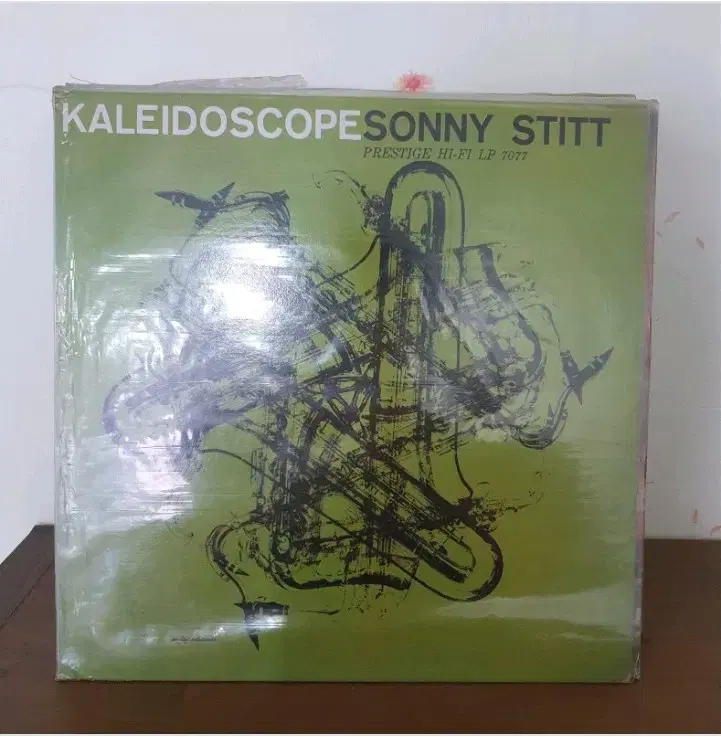 KALEIDOSCOPE SONNY STITT
PRESTIGE HI-FI LP 7077